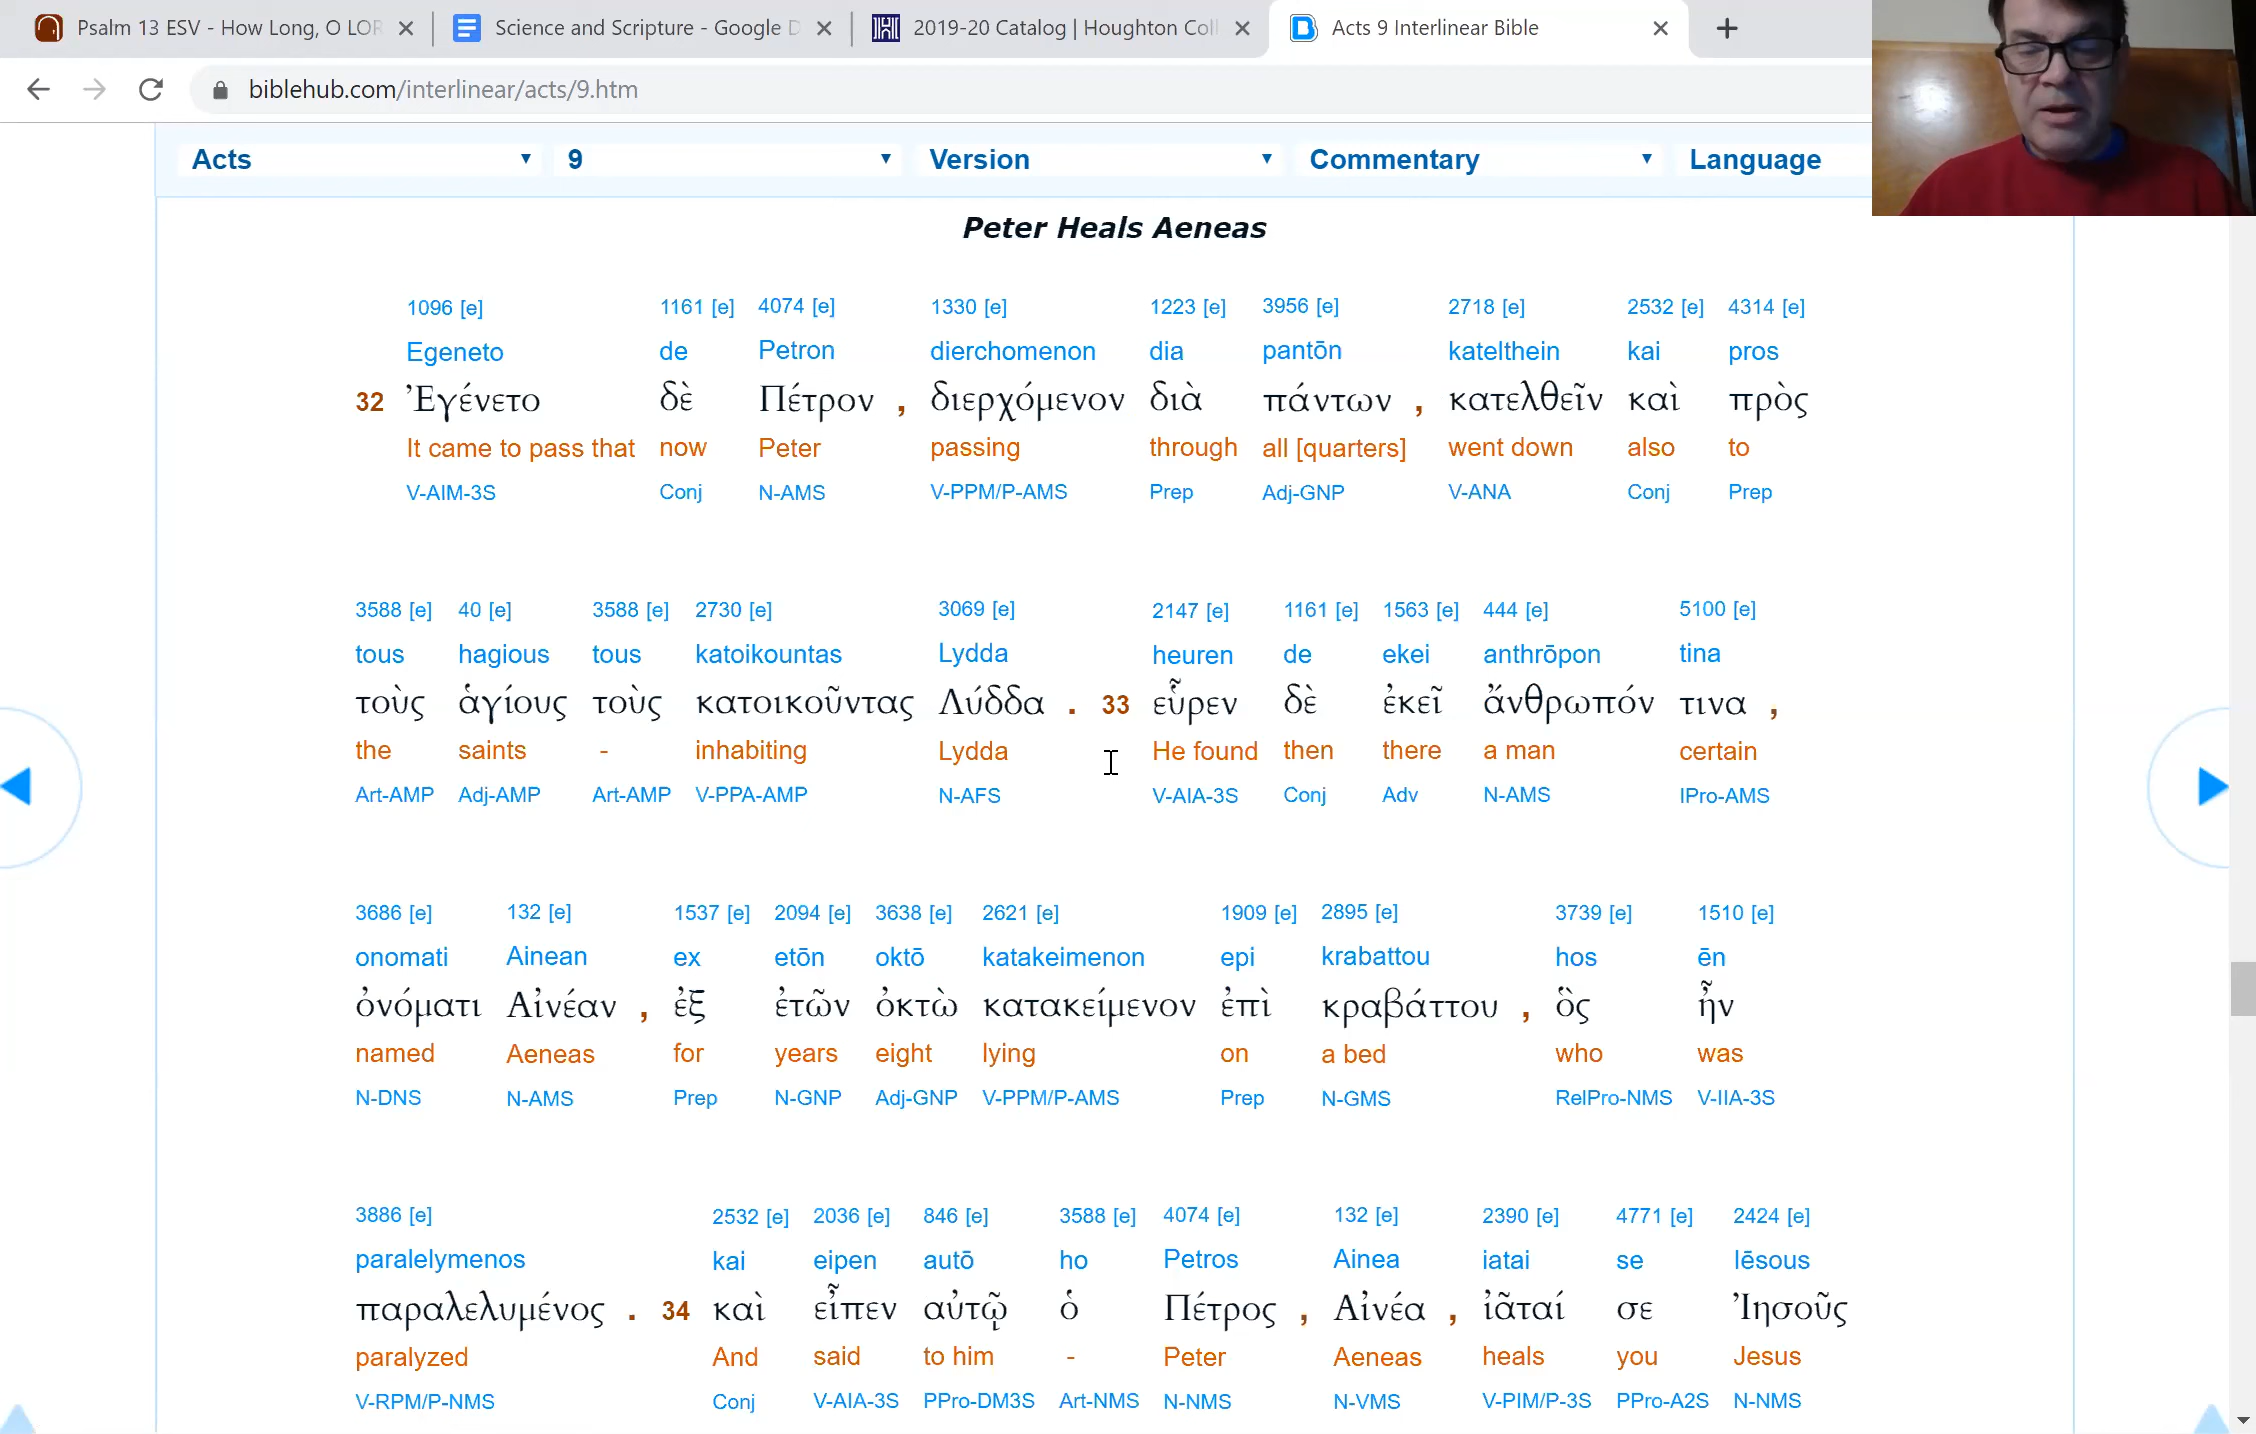 Psalm 13 ESV - How Long, O LOR
Science and Scripture - Google D
2019-20 Catalog | Houghton Coll
Acts 9 Interlinear Bible
biblehub.com/interlinear/acts/9.htm
Acts 9 Version Commentary Language
Peter Heals Aeneas
1096 [e] 1161 [e] 4074 [e] 1330 [e] 1223 [e] 3956 [e] 2718 [e] 2532 [e] 4314 [e]
Egeneto de Petron dierchomenon dia pantōn katelthein kai pros
32 Ἐγένετο δὲ Πέτρον , διερχόμενον διὰ πάντων , κατελθεῖν καὶ πρὸς
It came to pass that now Peter passing through all [quarters] went down also to
V-AIM-3S Conj N-AMS V-PPM/P-AMS Prep Adj-GNP V-ANA Conj Prep
3588 [e] 40 [e] 3588 [e] 2730 [e] 3069 [e] 2147 [e] 1161 [e] 1563 [e] 444 [e] 5100 [e]
tous hagious tous katoikountas Lydda heuren de ekei anthrōpon tina
τοὺς ἁγίους τοὺς κατοικοῦντας Λύδδα . 33 εὗρεν δὲ ἐκεῖ ἄνθρωπόν τινα ,
the saints - inhabiting Lydda He found then there a man certain
Art-AMP Adj-AMP Art-AMP V-PPA-AMP N-AFS V-AIA-3S Conj Adv N-AMS IPro-AMS
3686 [e] 132 [e] 1537 [e] 2094 [e] 3638 [e] 2621 [e] 1909 [e] 2895 [e] 3739 [e] 1510 [e]
onomati Ainean ex etōn oktō katakeimenon epi krabattou hos ēn
ὀνόματι Αἰνέαν , ἐξ ἐτῶν ὀκτὼ κατακείμενον ἐπὶ κραβάττου , ὃς ἦν
named Aeneas for years eight lying on a bed who was
N-DNS N-AMS Prep N-GNP Adj-GNP V-PPM/P-AMS Prep N-GMS RelPro-NMS V-IIA-3S
3886 [e] 2532 [e] 2036 [e] 846 [e] 3588 [e] 4074 [e] 132 [e] 2390 [e] 4771 [e] 2424 [e]
paralelymenos kai eipen autō ho Petros Ainea iatai se Iēsous
παραλελυμένος . 34 καὶ εἶπεν αὐτῷ ὁ Πέτρος , Αἰνέα , ἰᾶταί σε Ἰησοῦς
paralyzed And said to him - Peter Aeneas heals you Jesus
V-RPM/P-NMS Conj V-AIA-3S PPro-DM3S Art-NMS N-NMS N-VMS V-PIM/P-3S PPro-A2S N-NMS